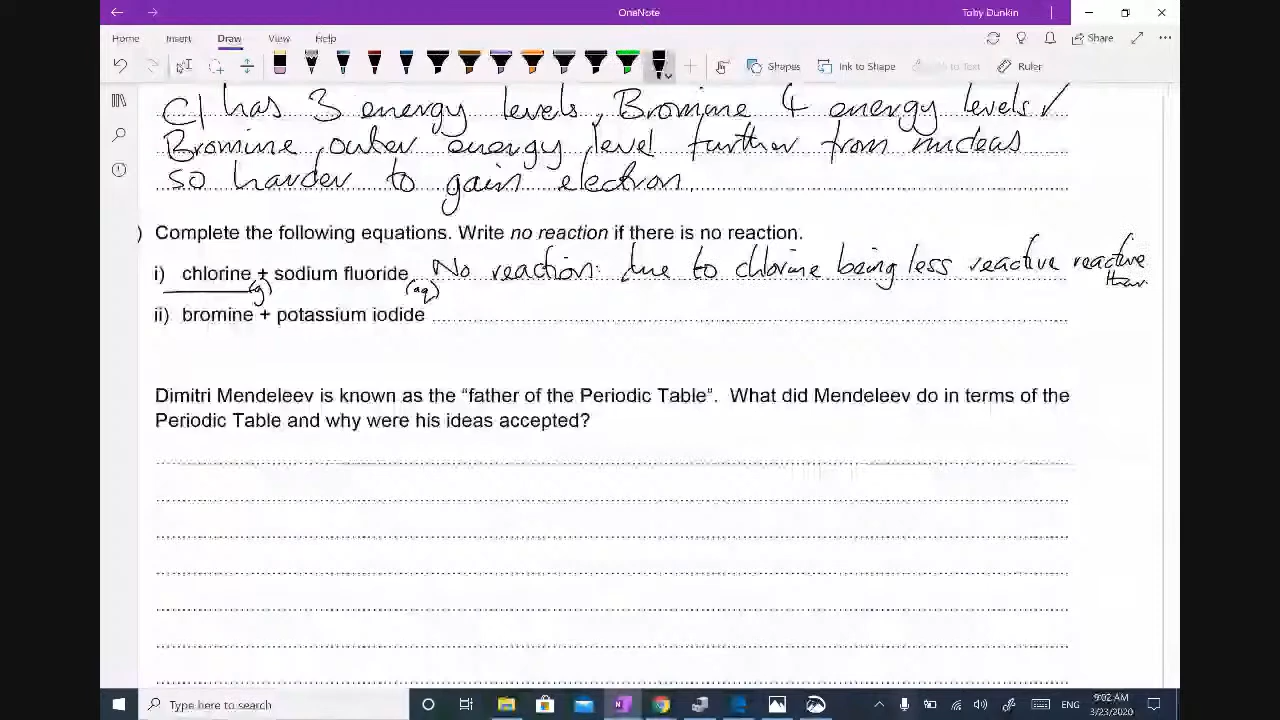 OneNote
Toby Dunkin
Home Insert Draw View Help
Share
Shapes Ink to Shape Ink to Text Ruler
Cl has 3 energy levels, Bromine 4 energy levels ✓
Bromine outer energy level further from nucleas
so harder to gain electron.
) Complete the following equations. Write no reaction if there is no reaction.
i) chlorine + sodium fluoride No reaction: due to chlorine being less reactive reactive
than
(g) (aq)
ii) bromine + potassium iodide
Dimitri Mendeleev is known as the “father of the Periodic Table”. What did Mendeleev do in terms of the
Periodic Table and why were his ideas accepted?
Type here to search
ENG
9:02 AM
3/23/2020